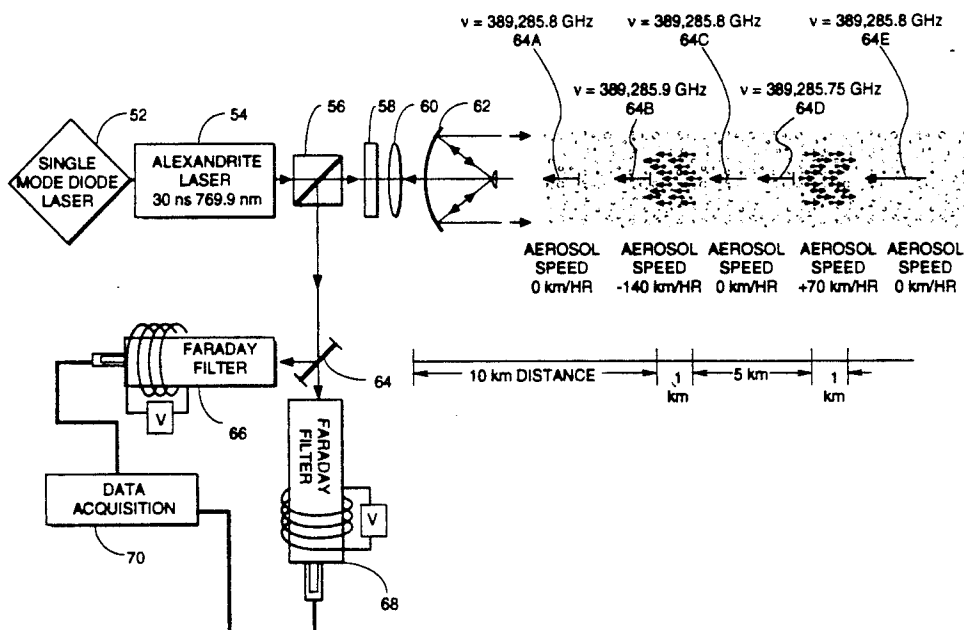 ν = 389,285.8 GHz
64A
ν = 389,285.8 GHz
64C
ν = 389,285.8 GHz
64E
ν = 389,285.9 GHz
64B
ν = 389,285.75 GHz
64D
52
54
56
58
60
62
SINGLE
MODE DIODE
LASER
ALEXANDRITE
LASER
30 ns 769.9 nm
AEROSOL
SPEED
0 km/HR
AEROSOL
SPEED
-140 km/HR
AEROSOL
SPEED
0 km/HR
AEROSOL
SPEED
+70 km/HR
AEROSOL
SPEED
0 km/HR
10 km DISTANCE
1
km
5 km
1
km
FARADAY
FILTER
64
V
66
FARADAY
FILTER
V
68
DATA
ACQUISITION
70